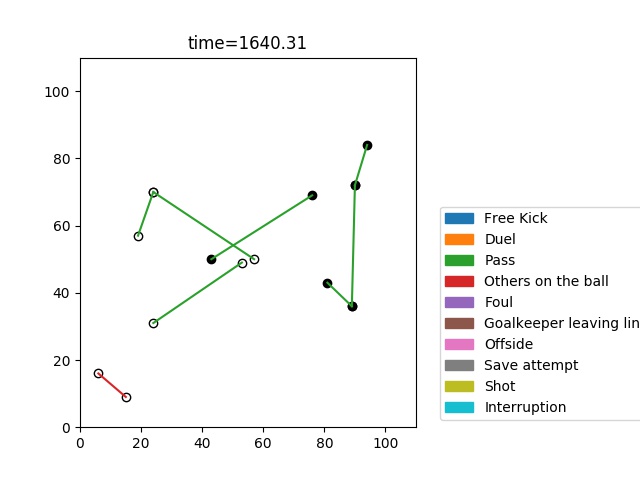 time=1640.31
100
80
60
40
20
0
0 20 40 60 80 100
Free Kick
Duel
Pass
Others on the ball
Foul
Goalkeeper leaving lin
Offside
Save attempt
Shot
Interruption